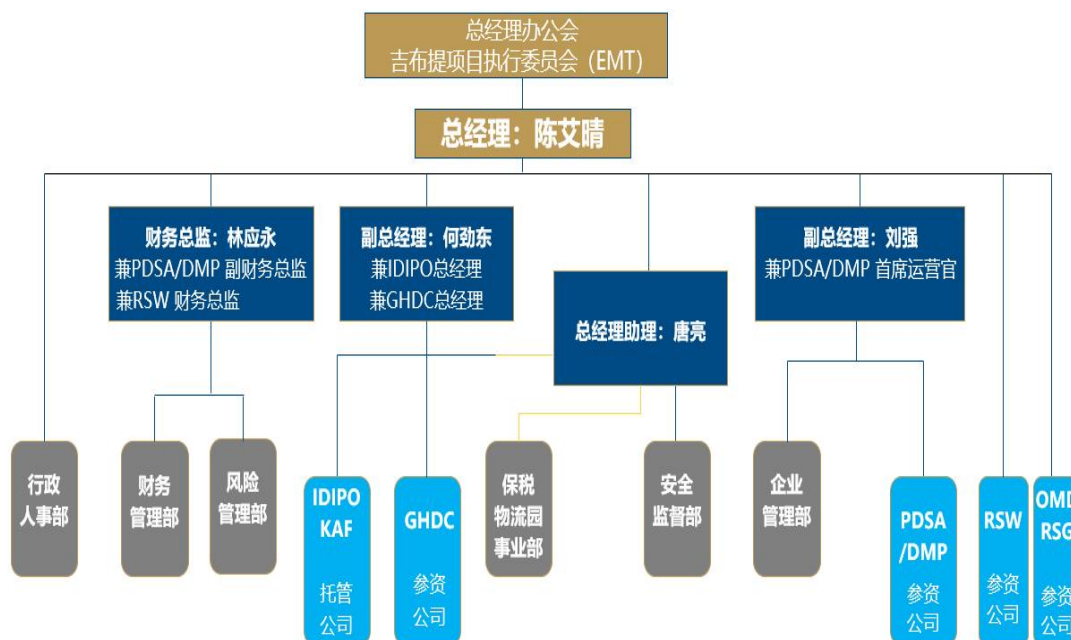 总经理办公会
吉布提项目执行委员会（EMT）
总经理：陈艾晴
财务总监：林应永
兼PDSA/DMP 副财务总监
兼RSW 财务总监
副总经理：何劲东
兼IDIPO总经理
兼GHDC总经理
总经理助理：唐亮
副总经理：刘强
兼PDSA/DMP 首席运营官
行政
人事部
财务
管理部
风险
管理部
IDIPO
KAF
托管
公司
GHDC
参资
公司
保税
物流园
事业部
安全
监督部
企业
管理部
PDSA
/DMP
参资
公司
RSW
参资
公司
OMD
RSG
参资
公司